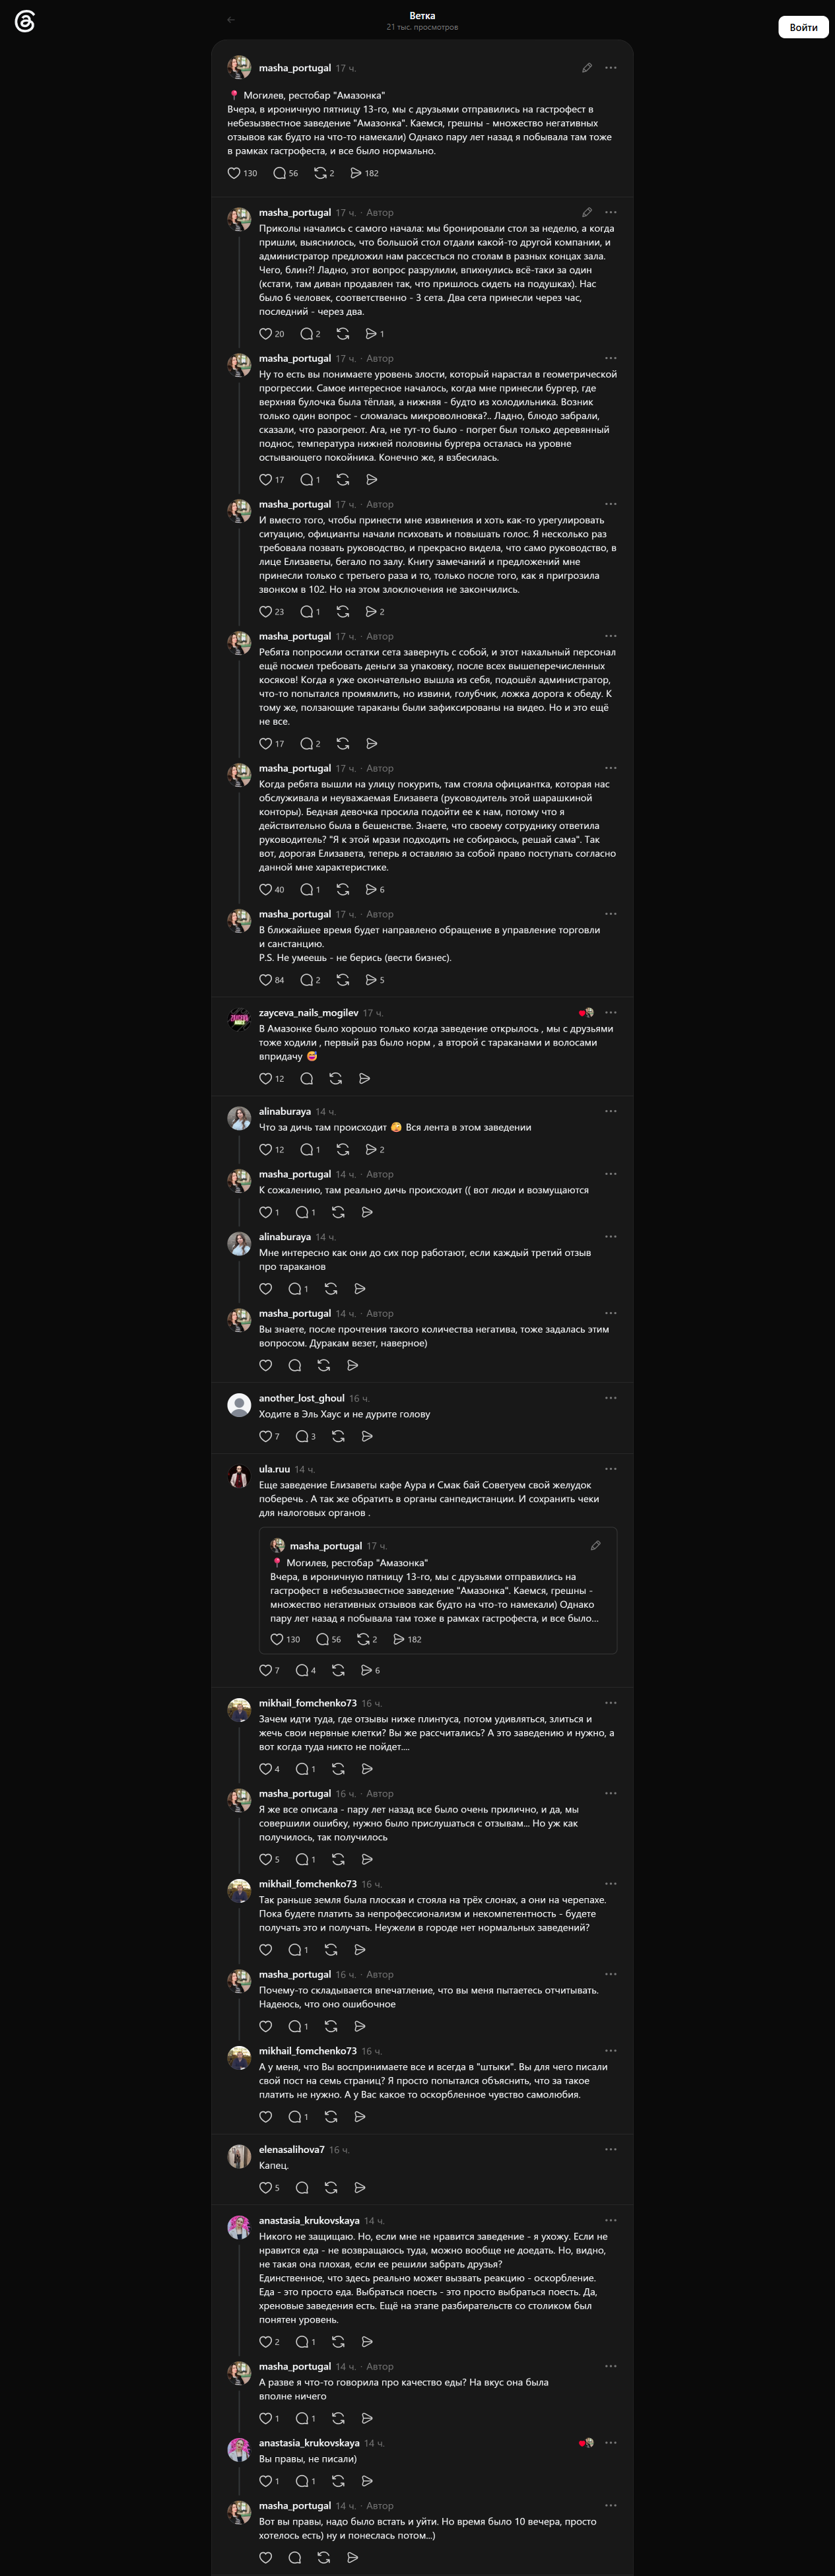 Ветка
21 тыс. просмотров
Войти
masha_portugal 17 ч.
📍 Могилев, рестобар "Амазонка"
Вчера, в ироничную пятницу 13-го, мы с друзьями отправились на гастрофест в
небезызвестное заведение "Амазонка". Каемся, грешны - множество негативных
отзывов как будто на что-то намекали) Однако пару лет назад я побывала там тоже
в рамках гастрофеста, и все было нормально.
130 56 2 182
masha_portugal 17 ч. · Автор
Приколы начались с самого начала: мы бронировали стол за неделю, а когда
пришли, выяснилось, что большой стол отдали какой-то другой компании, и
администратор предложил нам рассесться по столам в разных концах зала.
Чего, блин?! Ладно, этот вопрос разрулили, впихнулись всё-таки за один
(кстати, там диван продавлен так, что пришлось сидеть на подушках). Нас
было 6 человек, соответственно - 3 сета. Два сета принесли через час,
последний - через два.
20 2 1
masha_portugal 17 ч. · Автор
Ну то есть вы понимаете уровень злости, который нарастал в геометрической
прогрессии. Самое интересное началось, когда мне принесли бургер, где
верхняя булочка была тёплая, а нижняя - будто из холодильника. Возник
только один вопрос - сломалась микроволновка?.. Ладно, блюдо забрали,
сказали, что разогреют. Ага, не тут-то было - погрет был только деревянный
поднос, температура нижней половины бургера осталась на уровне
остывающего покойника. Конечно же, я взбесилась.
17 1
masha_portugal 17 ч. · Автор
И вместо того, чтобы принести мне извинения и хоть как-то урегулировать
ситуацию, официанты начали психовать и повышать голос. Я несколько раз
требовала позвать руководство, и прекрасно видела, что само руководство, в
лице Елизаветы, бегало по залу. Книгу замечаний и предложений мне
принесли только с третьего раза и то, только после того, как я пригрозила
звонком в 102. Но на этом злоключения не закончились.
23 1 2
masha_portugal 17 ч. · Автор
Ребята попросили остатки сета завернуть с собой, и этот нахальный персонал
ещё посмел требовать деньги за упаковку, после всех вышеперечисленных
косяков! Когда я уже окончательно вышла из себя, подошёл администратор,
что-то попытался промямлить, но извини, голубчик, ложка дорога к обеду. К
тому же, ползающие тараканы были зафиксированы на видео. Но и это ещё
не все.
17 2
masha_portugal 17 ч. · Автор
Когда ребята вышли на улицу покурить, там стояла официантка, которая нас
обслуживала и неуважаемая Елизавета (руководитель этой шарашкиной
конторы). Бедная девочка просила подойти ее к нам, потому что я
действительно была в бешенстве. Знаете, что своему сотруднику ответила
руководитель? "Я к этой мрази подходить не собираюсь, решай сама". Так
вот, дорогая Елизавета, теперь я оставляю за собой право поступать согласно
данной мне характеристике.
40 1 6
masha_portugal 17 ч. · Автор
В ближайшее время будет направлено обращение в управление торговли
и санстанцию.
P.S. Не умеешь - не берись (вести бизнес).
84 2 5
zayceva_nails_mogilev 17 ч.
В Амазонке было хорошо только когда заведение открылось , мы с друзьями
тоже ходили , первый раз было норм , а второй с тараканами и волосами
впридачу 😅
12
alinaburaya 14 ч.
Что за дичь там происходит 🫣 Вся лента в этом заведении
12 1 2
masha_portugal 14 ч. · Автор
К сожалению, там реально дичь происходит (( вот люди и возмущаются
1 1
alinaburaya 14 ч.
Мне интересно как они до сих пор работают, если каждый третий отзыв
про тараканов
1
masha_portugal 14 ч. · Автор
Вы знаете, после прочтения такого количества негатива, тоже задалась этим
вопросом. Дуракам везет, наверное)
another_lost_ghoul 16 ч.
Ходите в Эль Хаус и не дурите голову
7 3
ula.ruu 14 ч.
Еще заведение Елизаветы кафе Аура и Смак бай Советуем свой желудок
поберечь . А так же обратить в органы санпедистанции. И сохранить чеки
для налоговых органов .
masha_portugal 17 ч.
📍 Могилев, рестобар "Амазонка"
Вчера, в ироничную пятницу 13-го, мы с друзьями отправились на
гастрофест в небезызвестное заведение "Амазонка". Каемся, грешны -
множество негативных отзывов как будто на что-то намекали) Однако
пару лет назад я побывала там тоже в рамках гастрофеста, и все было...
130 56 2 182
7 4 6
mikhail_fomchenko73 16 ч.
Зачем идти туда, где отзывы ниже плинтуса, потом удивляться, злиться и
жечь свои нервные клетки? Вы же рассчитались? А это заведению и нужно, а
вот когда туда никто не пойдет....
4 1
masha_portugal 16 ч. · Автор
Я же все описала - пару лет назад все было очень прилично, и да, мы
совершили ошибку, нужно было прислушаться с отзывам... Но уж как
получилось, так получилось
5 1
mikhail_fomchenko73 16 ч.
Так раньше земля была плоская и стояла на трёх слонах, а они на черепахе.
Пока будете платить за непрофессионализм и некомпетентность - будете
получать это и получать. Неужели в городе нет нормальных заведений?
1
masha_portugal 16 ч. · Автор
Почему-то складывается впечатление, что вы меня пытаетесь отчитывать.
Надеюсь, что оно ошибочное
1
mikhail_fomchenko73 16 ч.
А у меня, что Вы воспринимаете все и всегда в "штыки". Вы для чего писали
свой пост на семь страниц? Я просто попытался объяснить, что за такое
платить не нужно. А у Вас какое то оскорбленное чувство самолюбия.
1
elenasalihova7 16 ч.
Капец.
5
anastasia_krukovskaya 14 ч.
Никого не защищаю. Но, если мне не нравится заведение - я ухожу. Если не
нравится еда - не возвращаюсь туда, можно вообще не доедать. Но, видно,
не такая она плохая, если ее решили забрать друзья?
Единственное, что здесь реально может вызвать реакцию - оскорбление.
Еда - это просто еда. Выбраться поесть - это просто выбраться поесть. Да,
хреновые заведения есть. Ещё на этапе разбирательств со столиком был
понятен уровень.
2 1
masha_portugal 14 ч. · Автор
А разве я что-то говорила про качество еды? На вкус она была
вполне ничего
1 1
anastasia_krukovskaya 14 ч.
Вы правы, не писали)
1 1
masha_portugal 14 ч. · Автор
Вот вы правы, надо было встать и уйти. Но время было 10 вечера, просто
хотелось есть) ну и понеслась потом...)